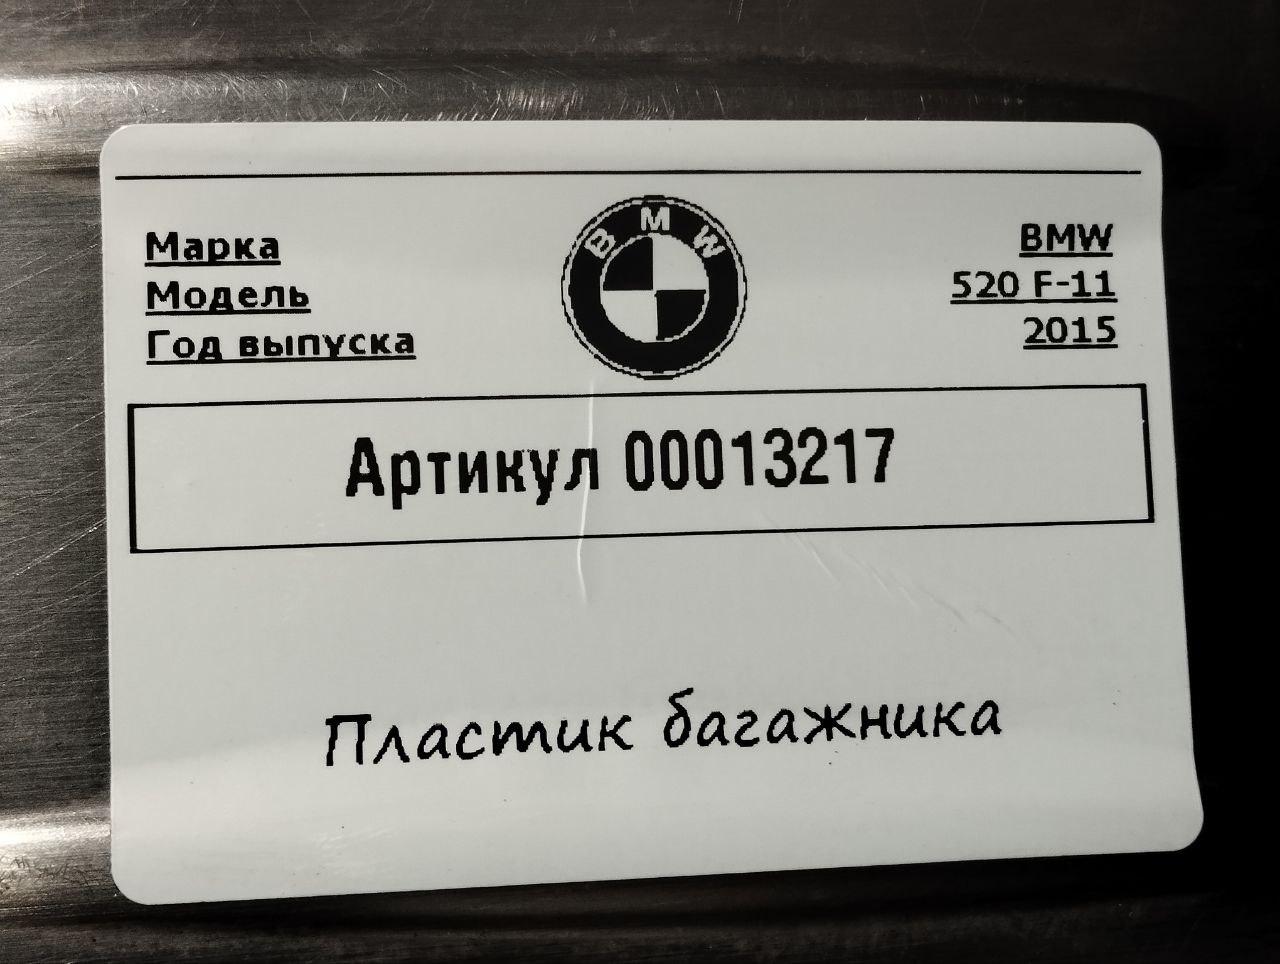 Марка BMW
Модель 520 F-11
Год выпуска 2015
BMW
Артикул 00013217
Пластик багажника